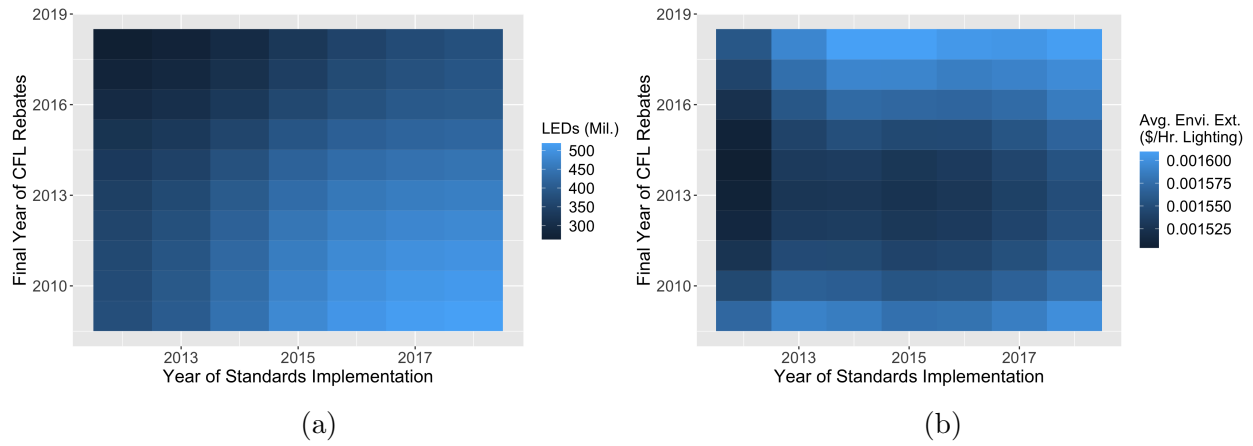 2019
2016
2013
2010
Final Year of CFL Rebates
2013 2015 2017
Year of Standards Implementation
LEDs (Mil.)
500
450
400
350
300
(a)
2019
2016
2013
2010
Final Year of CFL Rebates
2013 2015 2017
Year of Standards Implementation
Avg. Envi. Ext.
($/Hr. Lighting)
0.001600
0.001575
0.001550
0.001525
(b)